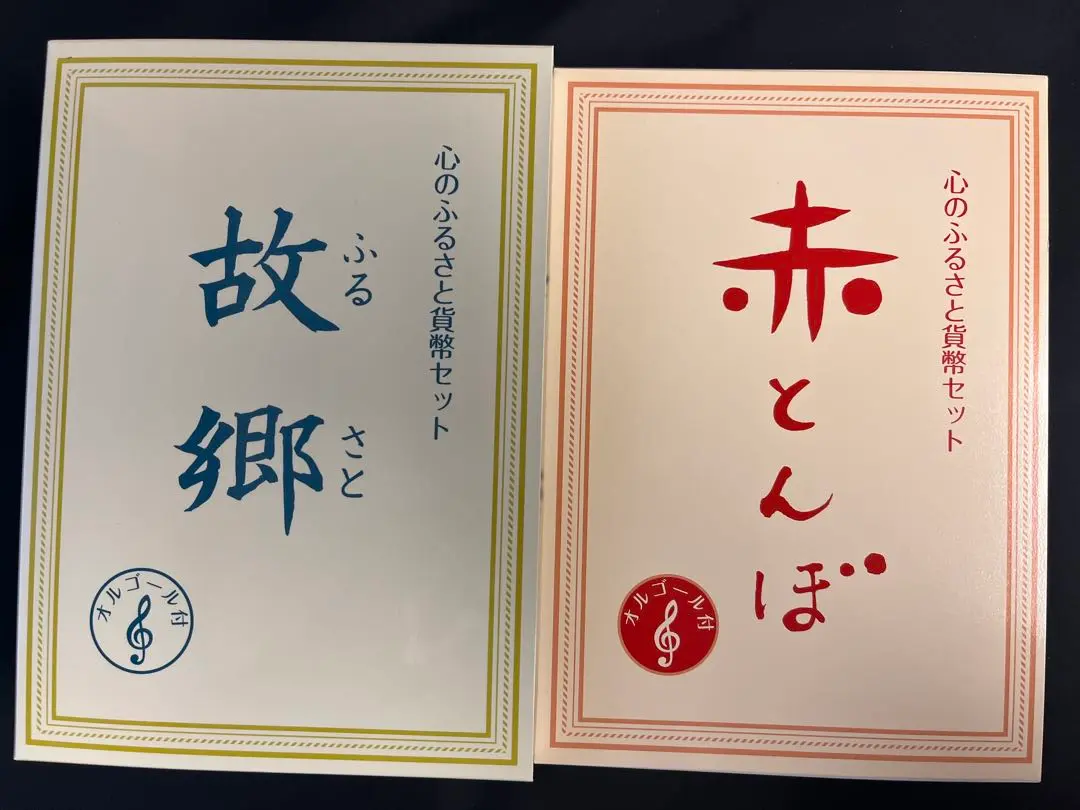 心のふるさと貨幣セット
故郷
ふるさと
オルゴール付
心のふるさと貨幣セット
赤とんぼ
オルゴール付